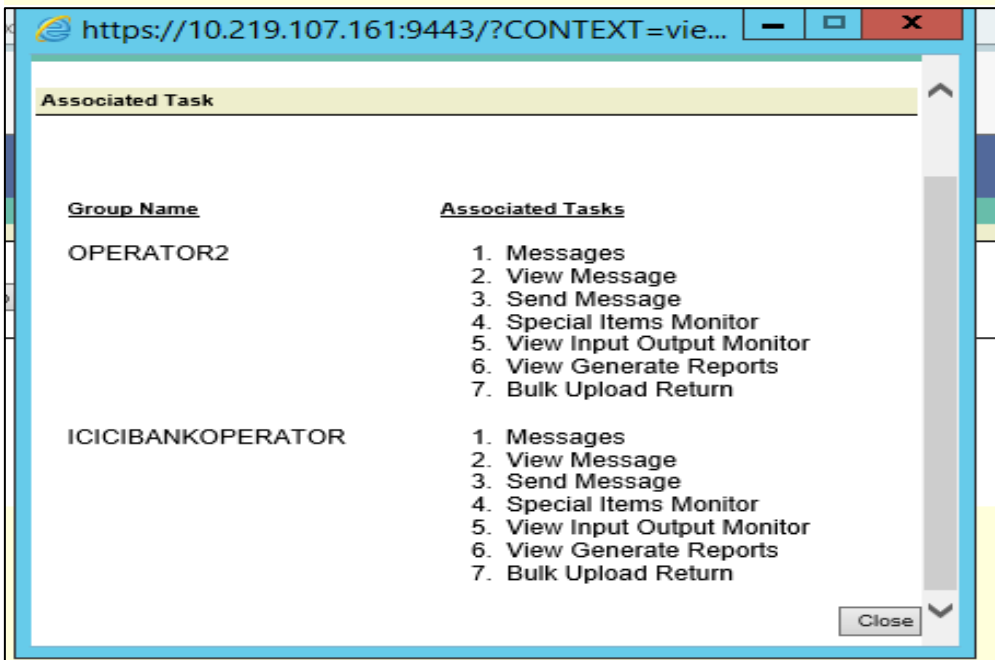 https://10.219.107.161:9443/?CONTEXT=vie...
Associated Task
Group Name Associated Tasks
OPERATOR2 1. Messages
2. View Message
3. Send Message
4. Special Items Monitor
5. View Input Output Monitor
6. View Generate Reports
7. Bulk Upload Return
ICICIBANKOPERATOR 1. Messages
2. View Message
3. Send Message
4. Special Items Monitor
5. View Input Output Monitor
6. View Generate Reports
7. Bulk Upload Return
Close